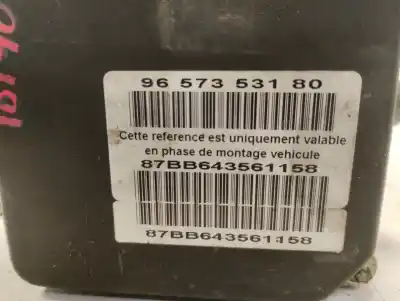 96 573 531 80
Cette reference est uniquement valable
en phase de montage vehicule
87BB643561158
87BB643561158